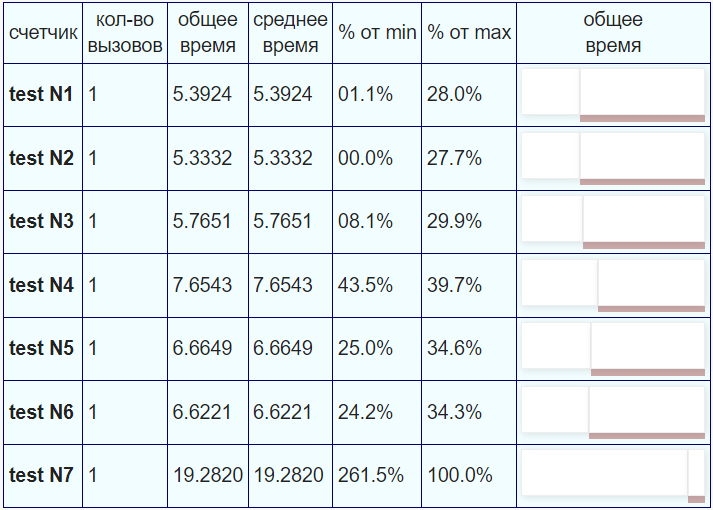 счетчик кол-во вызовов общее время среднее время % от min % от max общее время
test N1 1 5.3924 5.3924 01.1% 28.0%
test N2 1 5.3332 5.3332 00.0% 27.7%
test N3 1 5.7651 5.7651 08.1% 29.9%
test N4 1 7.6543 7.6543 43.5% 39.7%
test N5 1 6.6649 6.6649 25.0% 34.6%
test N6 1 6.6221 6.6221 24.2% 34.3%
test N7 1 19.2820 19.2820 261.5% 100.0%